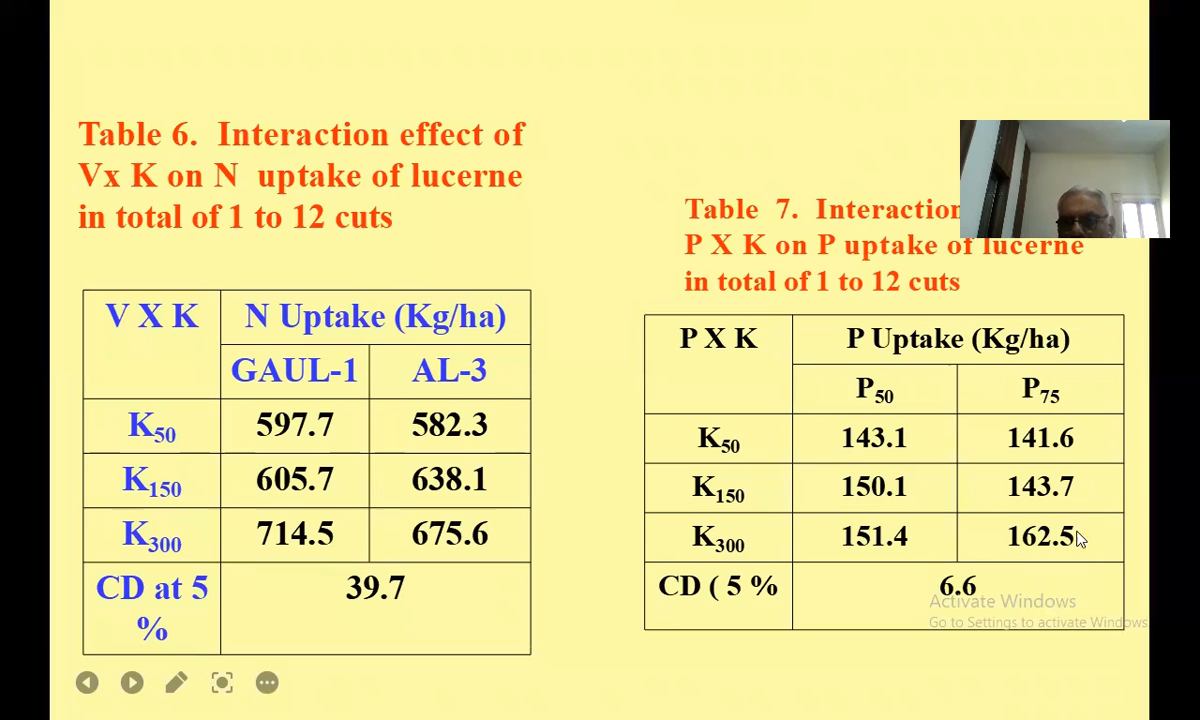 Table 6. Interaction effect of
Vx K on N uptake of lucerne
in total of 1 to 12 cuts
V X K N Uptake (Kg/ha)
GAUL-1 AL-3
K50 597.7 582.3
K150 605.7 638.1
K300 714.5 675.6
CD at 5 39.7
%
Table 7. Interaction
P X K on P uptake of lucerne
in total of 1 to 12 cuts
P X K P Uptake (Kg/ha)
P50 P75
K50 143.1 141.6
K150 150.1 143.7
K300 151.4 162.5
CD ( 5 % 6.6
Activate Windows
Go to Settings to activate Windows.